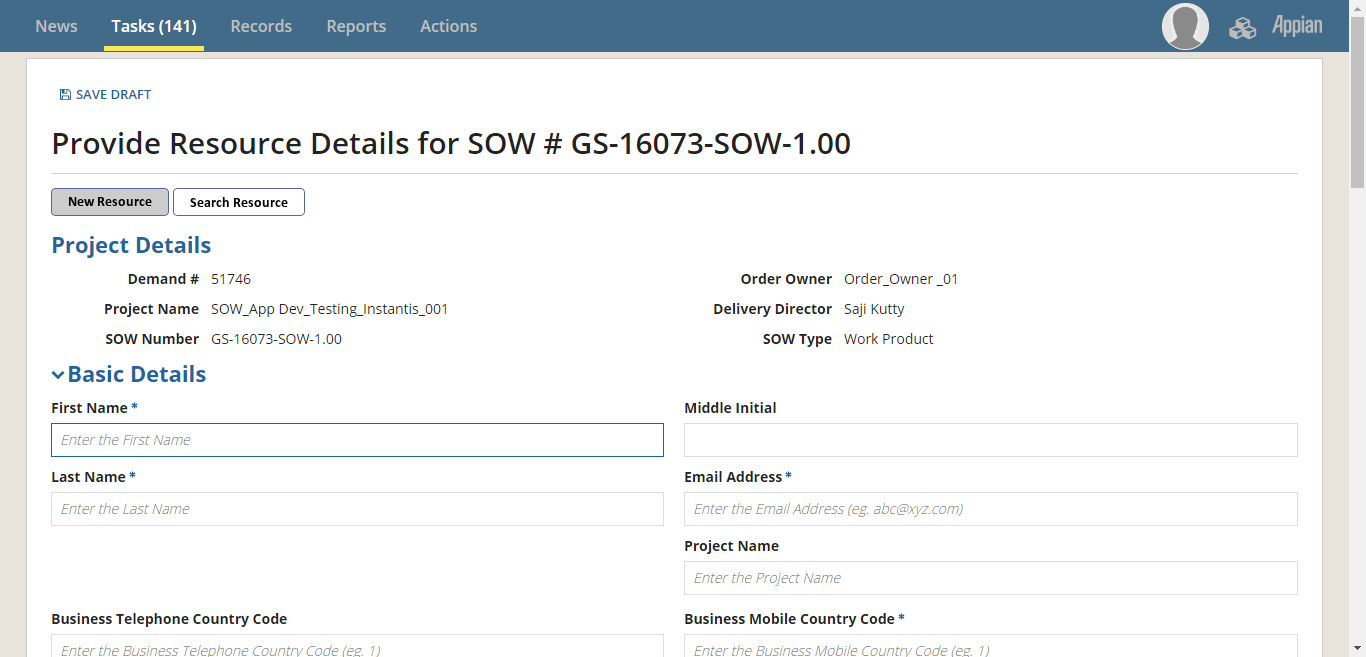 News Tasks (141) Records Reports Actions Appian
SAVE DRAFT
Provide Resource Details for SOW # GS-16073-SOW-1.00
New Resource Search Resource
Project Details
Demand # 51746 Order Owner Order_Owner _01
Project Name SOW_App Dev_Testing_Instantis_001 Delivery Director Saji Kutty
SOW Number GS-16073-SOW-1.00 SOW Type Work Product
Basic Details
First Name * Middle Initial
Enter the First Name
Last Name * Email Address *
Enter the Last Name Enter the Email Address (eg. abc@xyz.com)
Project Name
Enter the Project Name
Business Telephone Country Code Business Mobile Country Code *
Enter the Business Telephone Country Code (eg. 1) Enter the Business Mobile Country Code (eg. 1)